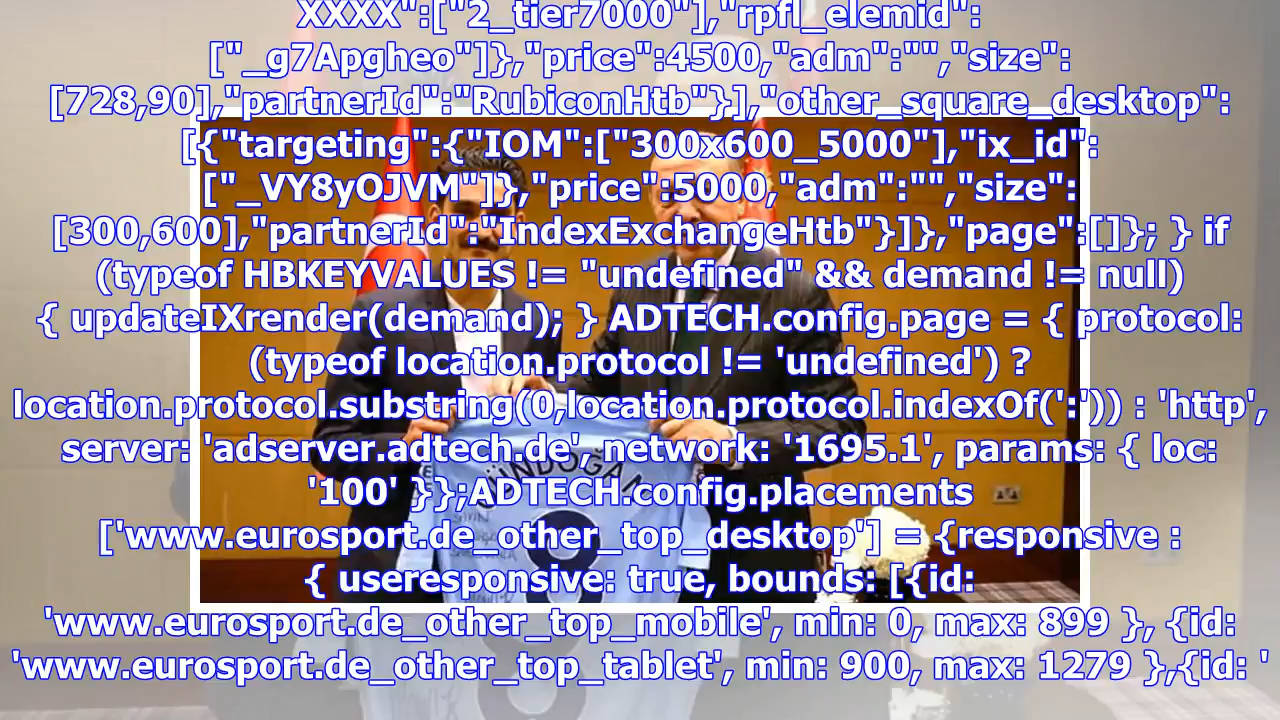 XXXX":["2_tier7000"],"rpfl_elemid":
["_g7Apgheo"]},"price":4500,"adm":"","size":
[728,90],"partnerId":"RubiconHtb"}],"other_square_desktop":
[{"targeting":{"IOM":["300x600_5000"],"ix_id":
["_VY8yOJVM"]},"price":5000,"adm":"","size":
[300,600],"partnerId":"IndexExchangeHtb"}]},"page":[]}; } if
(typeof HBKEYVALUES != "undefined" && demand != null)
{ updateIXrender(demand); } ADTECH.config.page = { protocol:
(typeof location.protocol != 'undefined') ?
location.protocol.substring(0,location.protocol.indexOf(':')) : 'http',
server: 'adserver.adtech.de', network: '1695.1', params: { loc:
'100' }};ADTECH.config.placements
['www.eurosport.de_other_top_desktop'] = {responsive :
{ useresponsive: true, bounds: [{id:
'www.eurosport.de_other_top_mobile', min: 0, max: 899 }, {id:
'www.eurosport.de_other_top_tablet', min: 900, max: 1279 },{id: '
GÜNDOĞAN
8